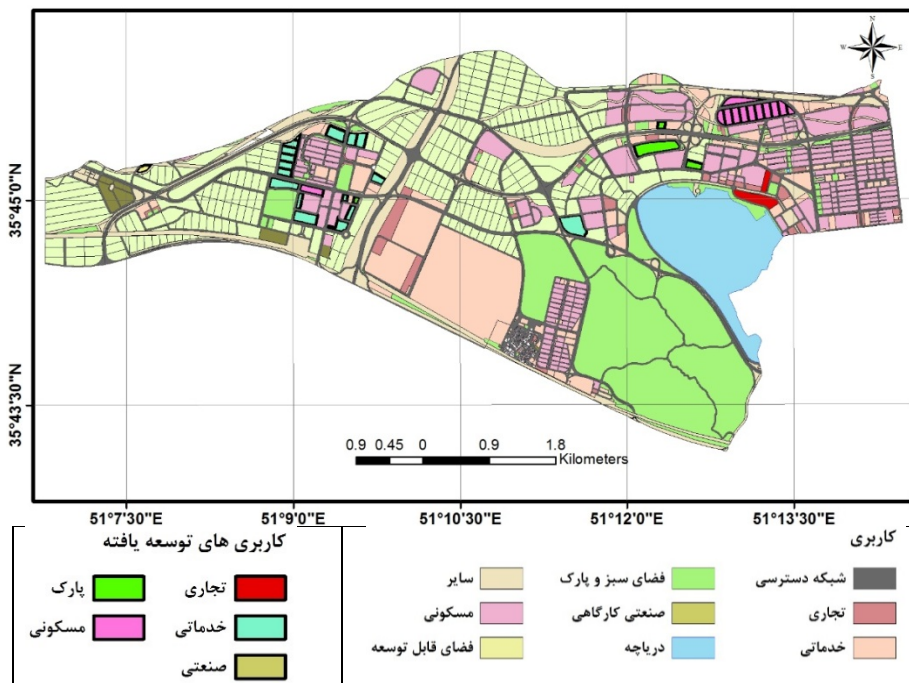 N
W E
S
35°45'0"N
35°43'30"N
0.9 0.45 0 0.9 1.8
Kilometers
51°7'30"E 51°9'0"E 51°10'30"E 51°12'0"E 51°13'30"E
کاربری
شبکه دسترسی
فضای سبز و پارک
سایر
تجاری
صنعتی کارگاهی
مسکونی
خدماتی
دریاچه
فضای قابل توسعه
کاربری های توسعه یافته
تجاری
پارک
خدماتی
مسکونی
صنعتی